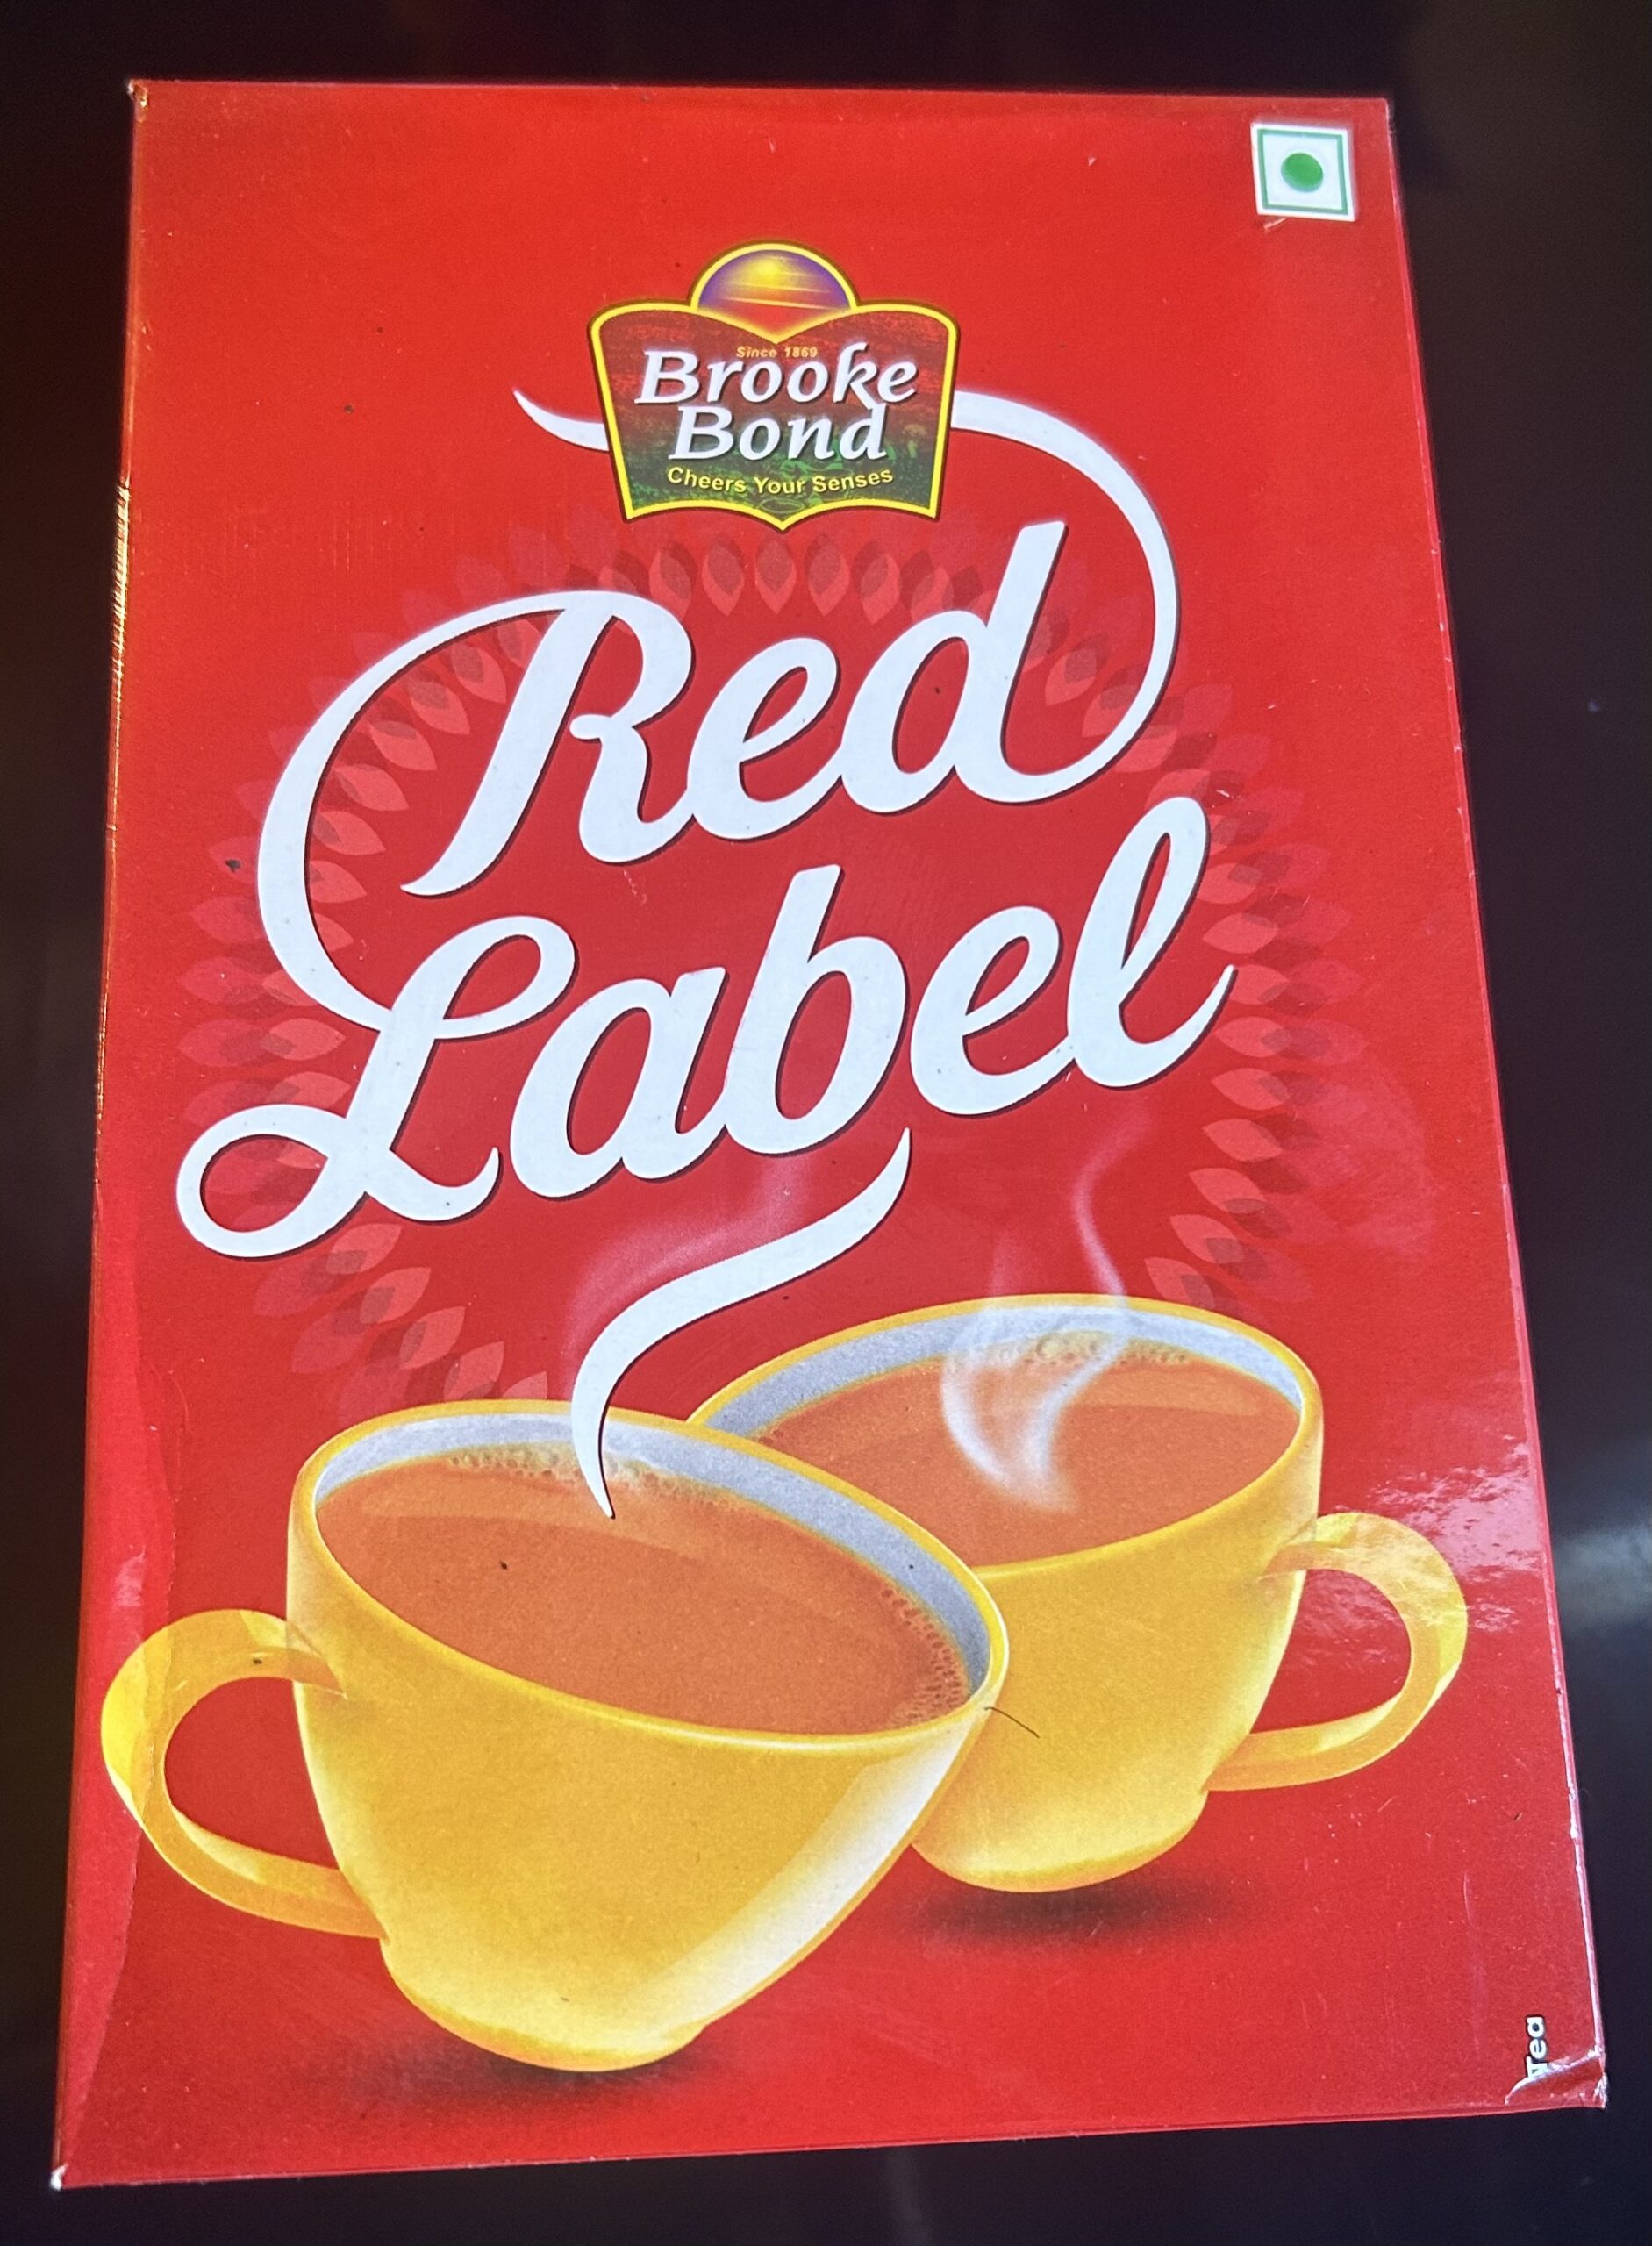 Since 1869
Brooke
Bond
Cheers Your Senses
Red
Label
Tea